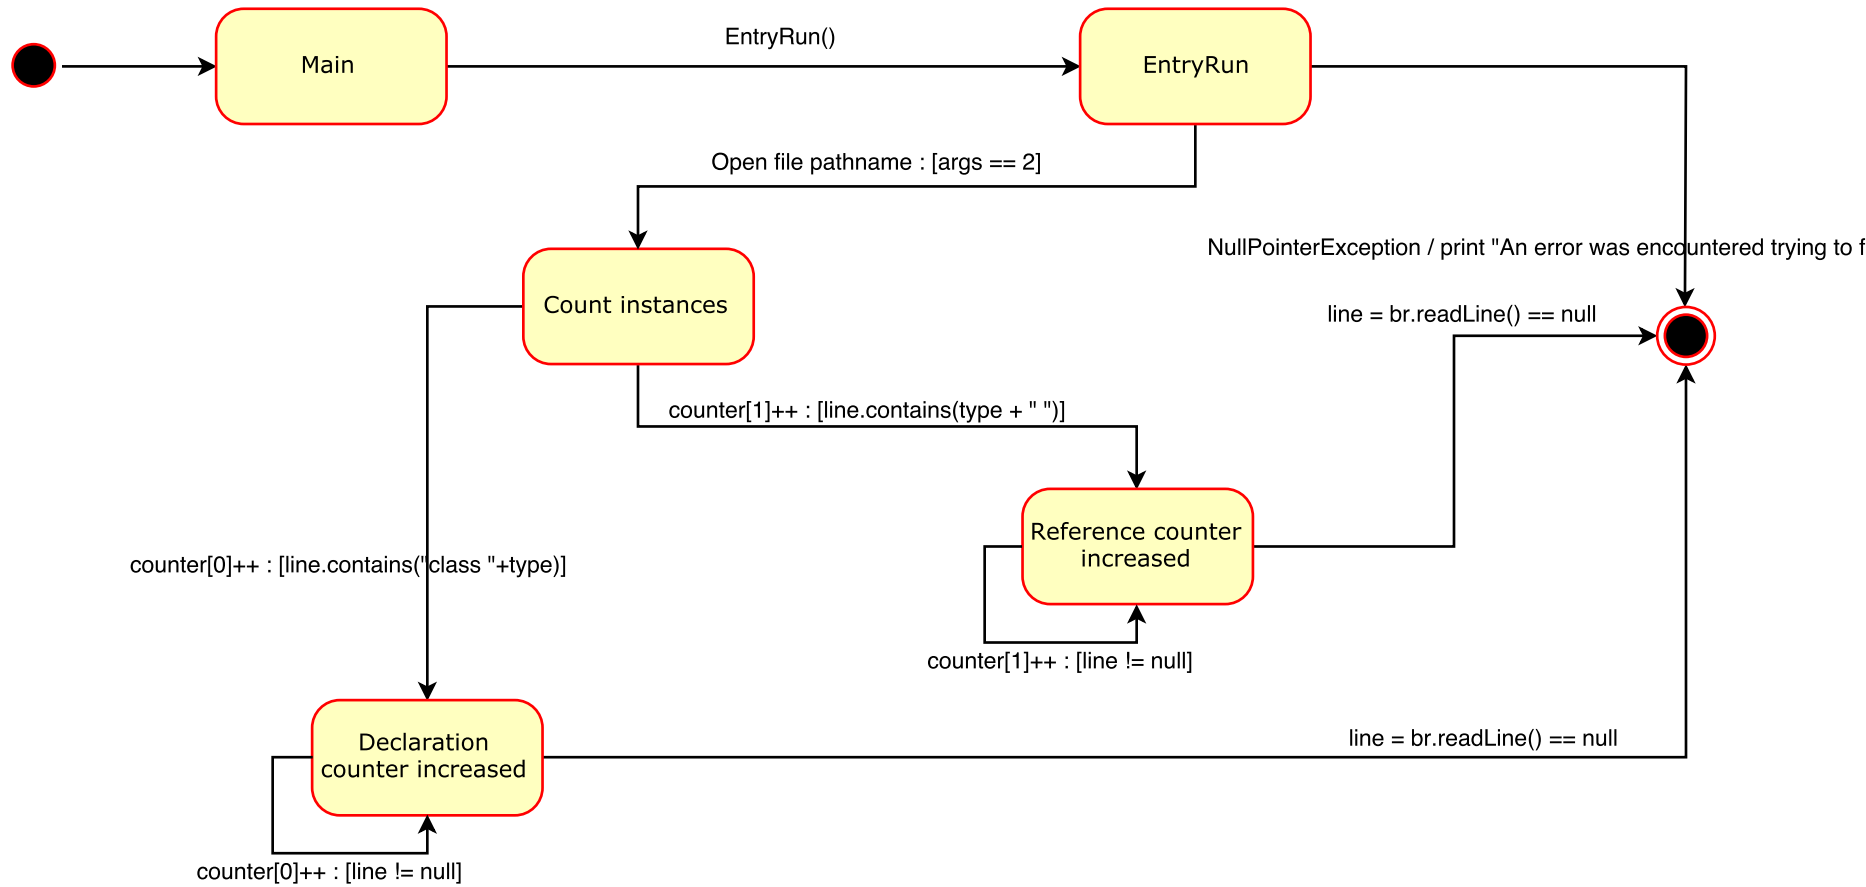 EntryRun()
Main
EntryRun
Open file pathname : [args == 2]
NullPointerException / print "An error was encountered trying to f
Count instances
line = br.readLine() == null
counter[1]++ : [line.contains(type + " ")]
Reference counter
increased
counter[0]++ : [line.contains("class "+type)]
counter[1]++ : [line != null]
line = br.readLine() == null
Declaration
counter increased
counter[0]++ : [line != null]